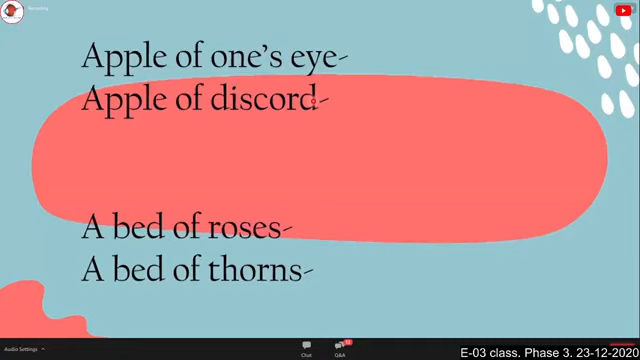 Recording
Apple of one's eye-
Apple of discord-
A bed of roses-
A bed of thorns-
Audio Settings
Chat
Q&A
E-03 class. Phase 3. 23-12-2020